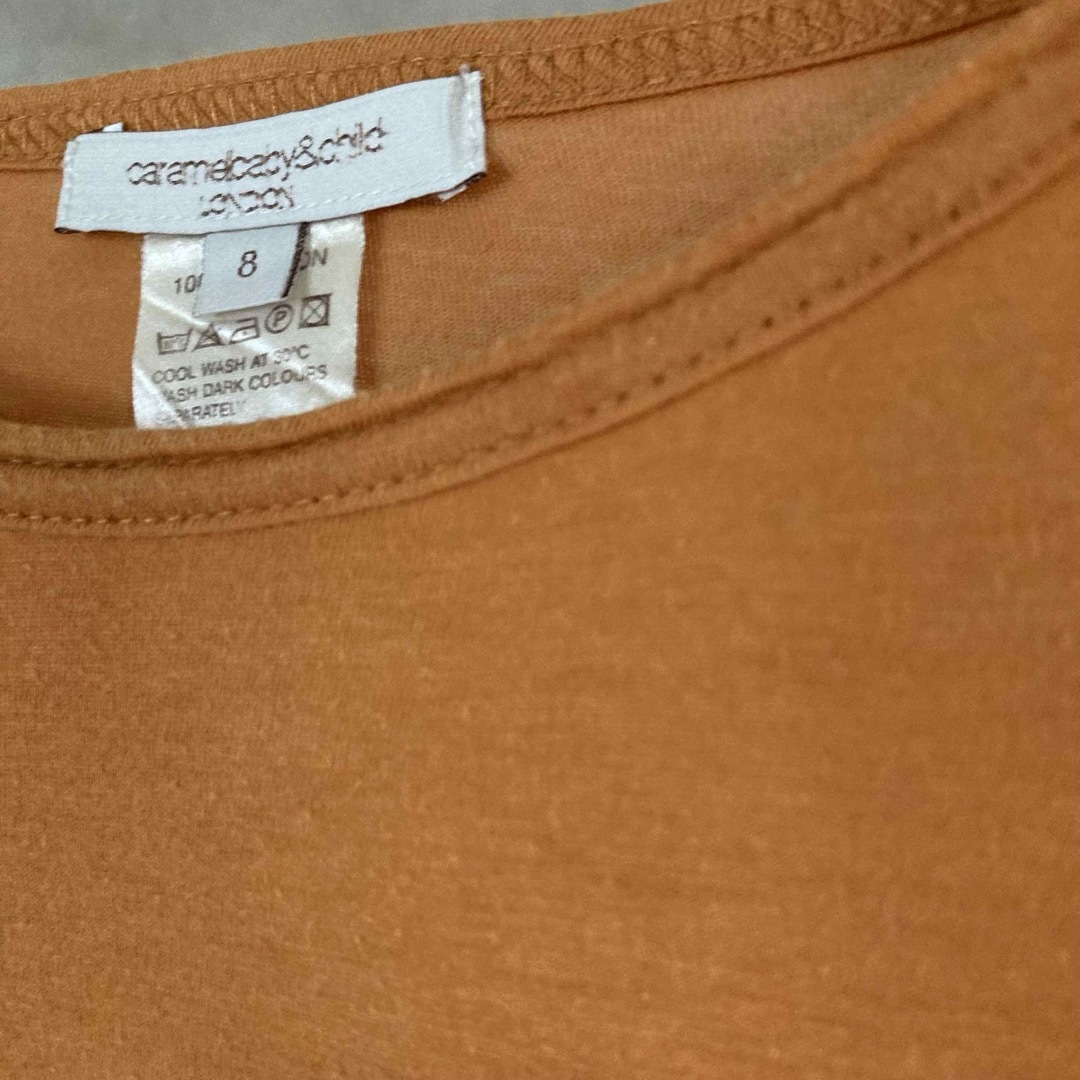 caramelbaby&child
LONDON
8
COOL WASH AT 30°C
DARK COLOURS